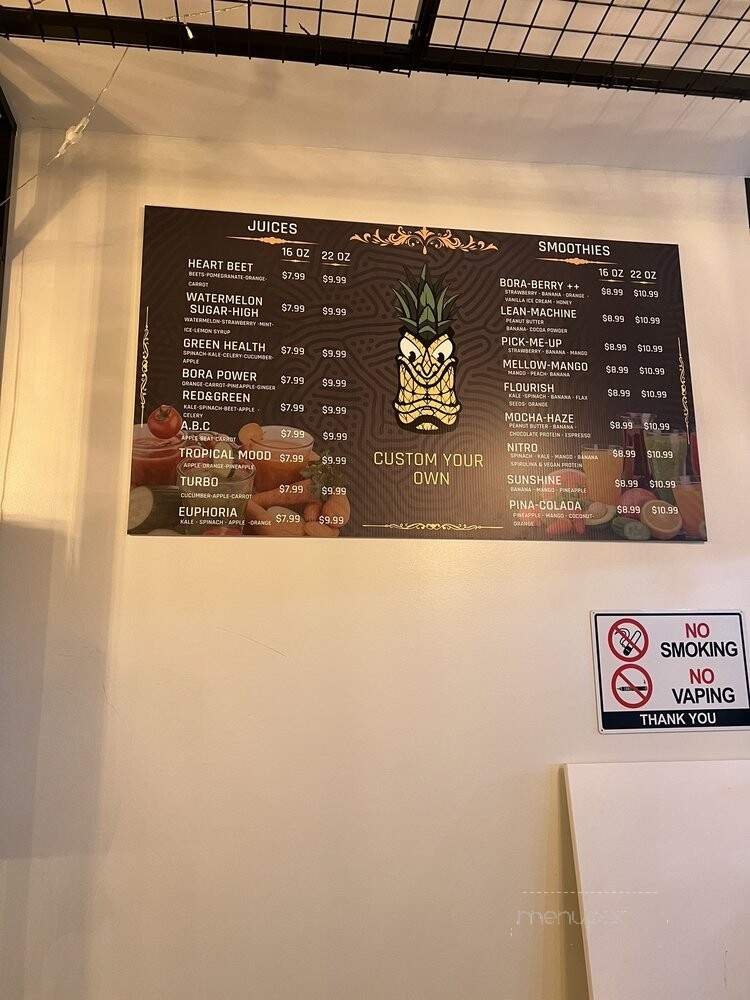 JUICES
16 OZ 22 OZ
HEART BEET $7.99 $9.99
BEETS-POMEGRANATE-ORANGE-
CARROT
WATERMELON
SUGAR-HIGH $7.99 $9.99
WATERMELON-STRAWBERRY -MINT-
ICE-LEMON SYRUP
GREEN HEALTH $7.99 $9.99
SPINACH-KALE-CELERY-CUCUMBER-
APPLE
BORA POWER $7.99 $9.99
ORANGE-CARROT-PINEAPPLE-GINGER
RED&GREEN
KALE-SPINACH-BEET-APPLE - $7.99 $9.99
CELERY
A.B.C $7.99 $9.99
APPLE-BEAT-CARROT
TROPICAL MOOD $7.99 $9.99
APPLE-ORANGE-PINEAPPLE
TURBO $7.99 $9.99
CUCUMBER-APPLE-CARROT
EUPHORIA $7.99 $9.99
KALE - SPINACH - APPLE - ORANGE
CUSTOM YOUR
OWN
SMOOTHIES
16 OZ 22 OZ
BORA-BERRY ++ $8.99 $10.99
STRAWBERRY - BANANA - ORANGE -
VANILLA ICE CREAM - HONEY
LEAN-MACHINE $8.99 $10.99
PEANUT BUTTER
BANANA- COCOA POWDER
PICK-ME-UP $8.99 $10.99
STRAWBERRY - BANANA - MANGO
MELLOW-MANGO $8.99 $10.99
MANGO - PEACH- BANANA
FLOURISH $8.99 $10.99
KALE - SPINACH - BANANA - FLAX
SEEDS- ORANGE
MOCHA-HAZE $8.99 $10.99
PEANUT BUTTER - BANANA -
CHOCOLATE PROTEIN - ESPRESSO
NITRO $8.99 $10.99
SPINACH - KALE - MANGO - BANANA
SPIRULINA & VEGAN PROTEIN
SUNSHINE $8.99 $10.99
BANANA - MANGO - PINEAPPLE
PINA-COLADA $8.99 $10.99
PINEAPPLE - MANGO - COCONUT-
ORANGE
NO
SMOKING
NO
VAPING
THANK YOU